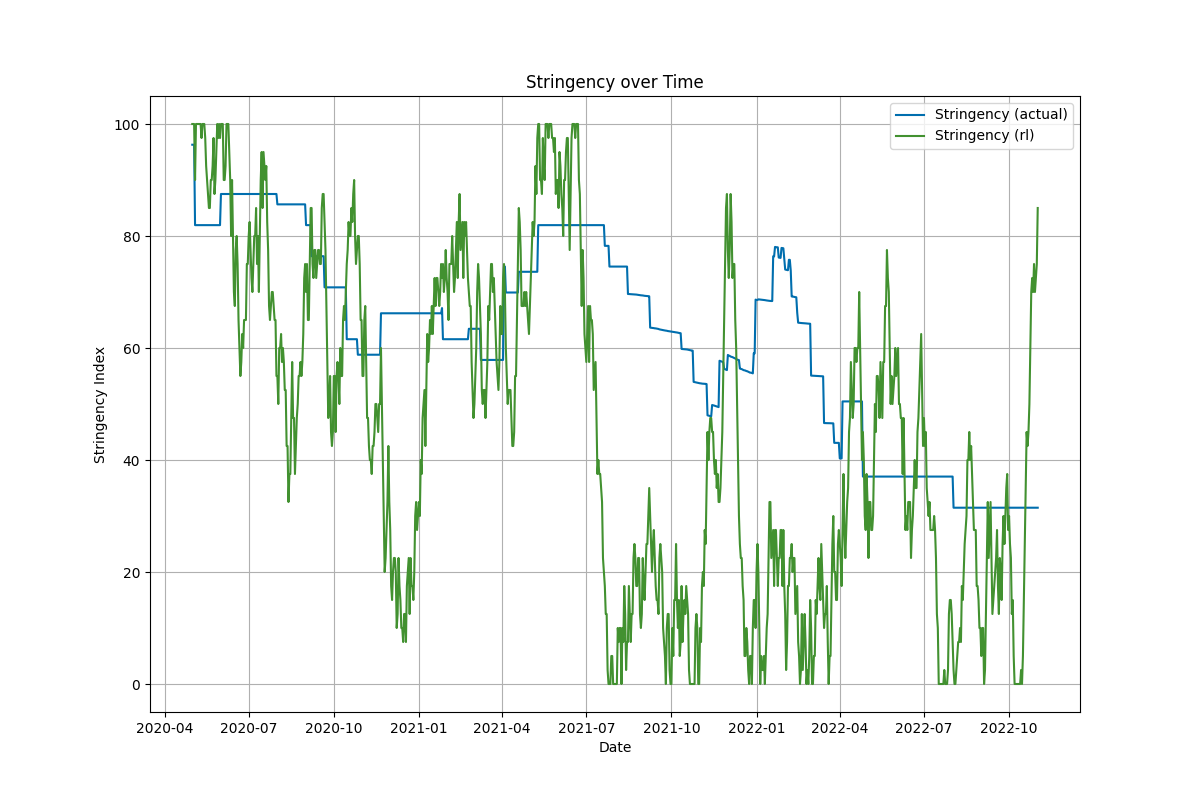 Stringency over Time
Stringency (actual)
Stringency (rl)
Stringency Index
100
80
60
40
20
0
2020-04 2020-07 2020-10 2021-01 2021-04 2021-07 2021-10 2022-01 2022-04 2022-07 2022-10
Date